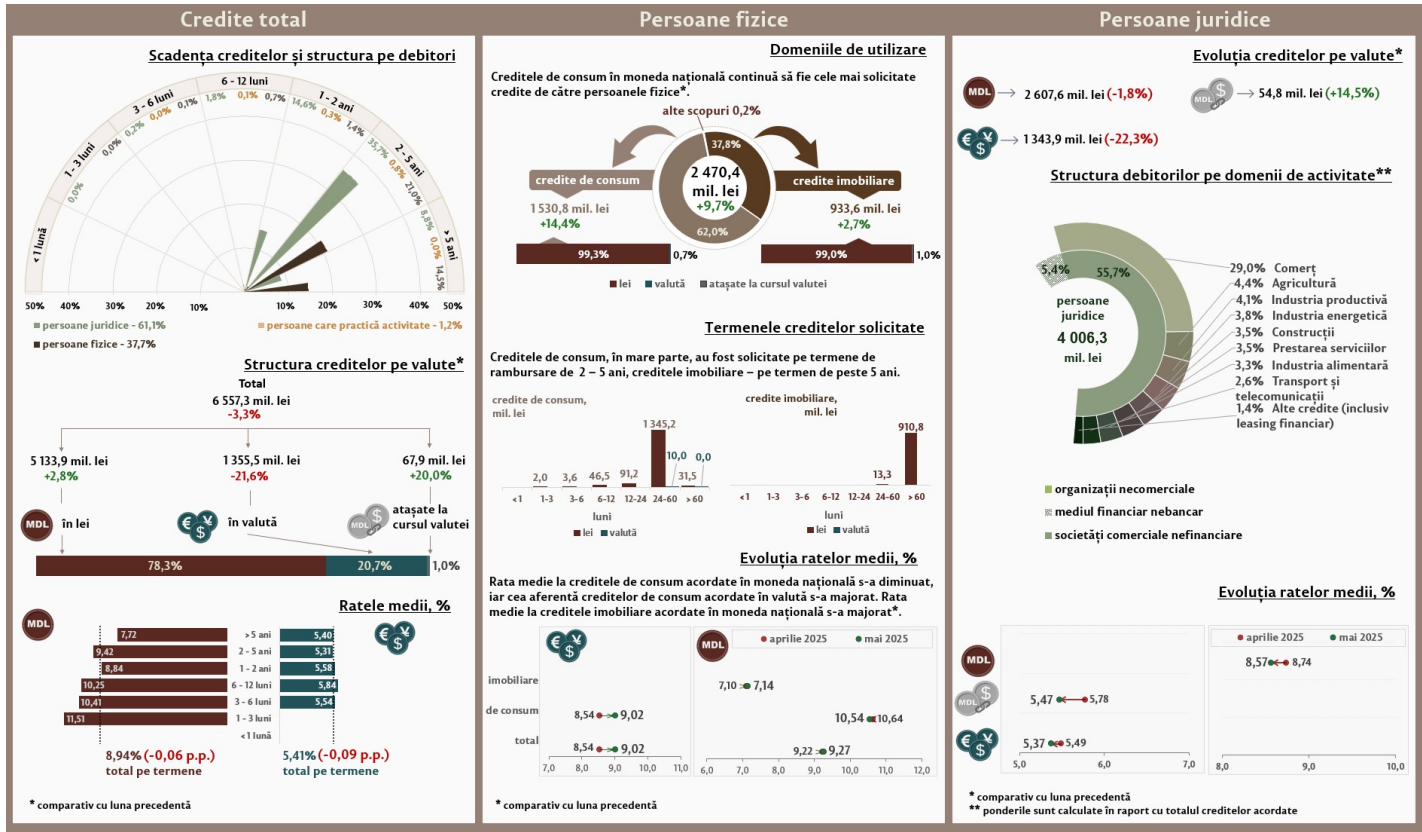 Credite total
Scadența creditelor și structura pe debitori
< 1 lună
1 - 3 luni
3 - 6 luni
6 - 12 luni
1 - 2 ani
2 - 5 ani
> 5 ani
0,0%
0,0%
0,2%
0,0%
0,1%
1,8%
0,1%
0,7%
14,6%
0,3%
1,4%
35,7%
0,8%
21,0%
8,8%
0,0%
14,5%
50% 40% 30% 20% 10% 10% 20% 30% 40% 50%
persoane juridice - 61,1%
persoane care practică activitate - 1,2%
persoane fizice - 37,7%
Structura creditelor pe valute*
Total
6 557,3 mil. lei
-3,3%
5 133,9 mil. lei
+2,8%
1 355,5 mil. lei
-21,6%
67,9 mil. lei
+20,0%
MDL
în lei
€ ¥ $
în valută
MDL $
atașate la
cursul valutei
78,3%
20,7%
1,0%
Ratele medii, %
MDL
€ ¥ $
7,72 > 5 ani 5,40
9,42 2 - 5 ani 5,31
8,84 1 - 2 ani 5,58
10,25 6 - 12 luni 5,84
10,41 3 - 6 luni 5,54
11,51 1 - 3 luni
<1 lună
8,94% (-0,06 p.p.)
total pe termene
5,41% (-0,09 p.p.)
total pe termene
* comparativ cu luna precedentă
Persoane fizice
Domeniile de utilizare
Creditele de consum în moneda națională continuă să fie cele mai solicitate
credite de către persoanele fizice*.
alte scopuri 0,2%
37,8%
2 470,4
mil. lei
+9,7%
62,0%
credite de consum
1 530,8 mil. lei
+14,4%
credite imobiliare
933,6 mil. lei
+2,7%
99,3%
0,7%
99,0%
1,0%
lei
valută
atașate la cursul valutei
Termenele creditelor solicitate
Creditele de consum, în mare parte, au fost solicitate pe termene de
rambursare de 2 – 5 ani, creditele imobiliare – pe termen de peste 5 ani.
credite de consum,
mil. lei
2,0
3,6
46,5
91,2
1 345,2
10,0
31,5
0,0
<1 1-3 3-6 6-12 12-24 24-60 > 60
luni
lei valută
credite imobiliare,
mil. lei
13,3
910,8
<1 1-3 3-6 6-12 12-24 24-60 > 60
luni
lei valută
Evoluția ratelor medii, %
Rata medie la creditele de consum acordate în moneda națională s-a diminuat,
iar cea aferentă creditelor de consum acordate în valută s-a majorat. Rata
medie la creditele imobiliare acordate în moneda națională s-a majorat*.
€ ¥ $
MDL
aprilie 2025
mai 2025
imobiliare
7,10 7,14
de consum
8,54 9,02
10,54 10,64
total
8,54 9,02
9,22 9,27
7,0 8,0 9,0 10,0 11,0
6,0 7,0 8,0 9,0 10,0 11,0 12,0
* comparativ cu luna precedentă
Persoane juridice
Evoluția creditelor pe valute*
MDL
2 607,6 mil. lei (-1,8%)
MDL $
54,8 mil. lei (+14,5%)
€ ¥ $
1 343,9 mil. lei (-22,3%)
Structura debitorilor pe domenii de activitate**
5,4%
55,7%
persoane
juridice
4 006,3
mil. lei
29,0% Comerț
4,4% Agricultură
4,1% Industria productivă
3,8% Industria energetică
3,5% Construcții
3,5% Prestarea serviciilor
3,3% Industria alimentară
2,6% Transport și
telecomunicații
1,4% Alte credite (inclusiv
leasing financiar)
organizații necomerciale
mediul financiar nebancar
societăți comerciale nefinanciare
Evoluția ratelor medii, %
aprilie 2025
mai 2025
MDL
8,57 8,74
MDL $
5,47 5,78
€ ¥ $
5,37 5,49
5,0 6,0 7,0
8,0 9,0 10,0
* comparativ cu luna precedentă
** ponderile sunt calculate în raport cu totalul creditelor acordate